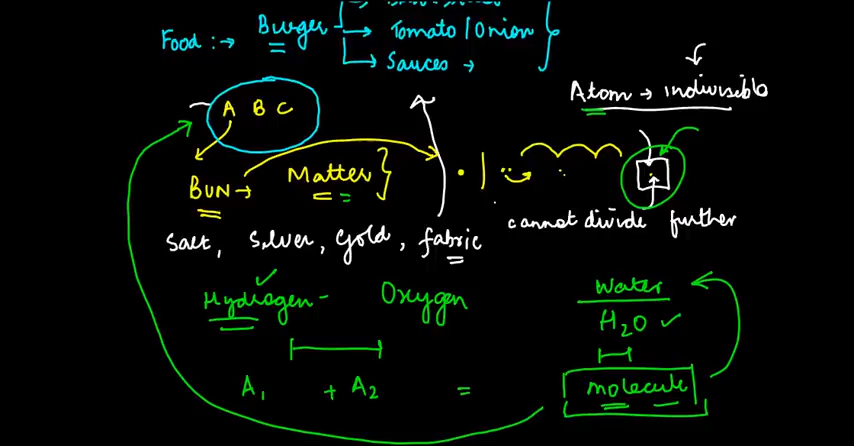 Food :→ Burger
→ Tomato / Onion
→ Sauces →
Atom → indivisible
A B C
BUN → Matter
cannot divide further
Salt, Silver, Gold, fabric
Hydrogen – Oxygen
Water
H₂O ✓
A₁ + A₂ = molecule